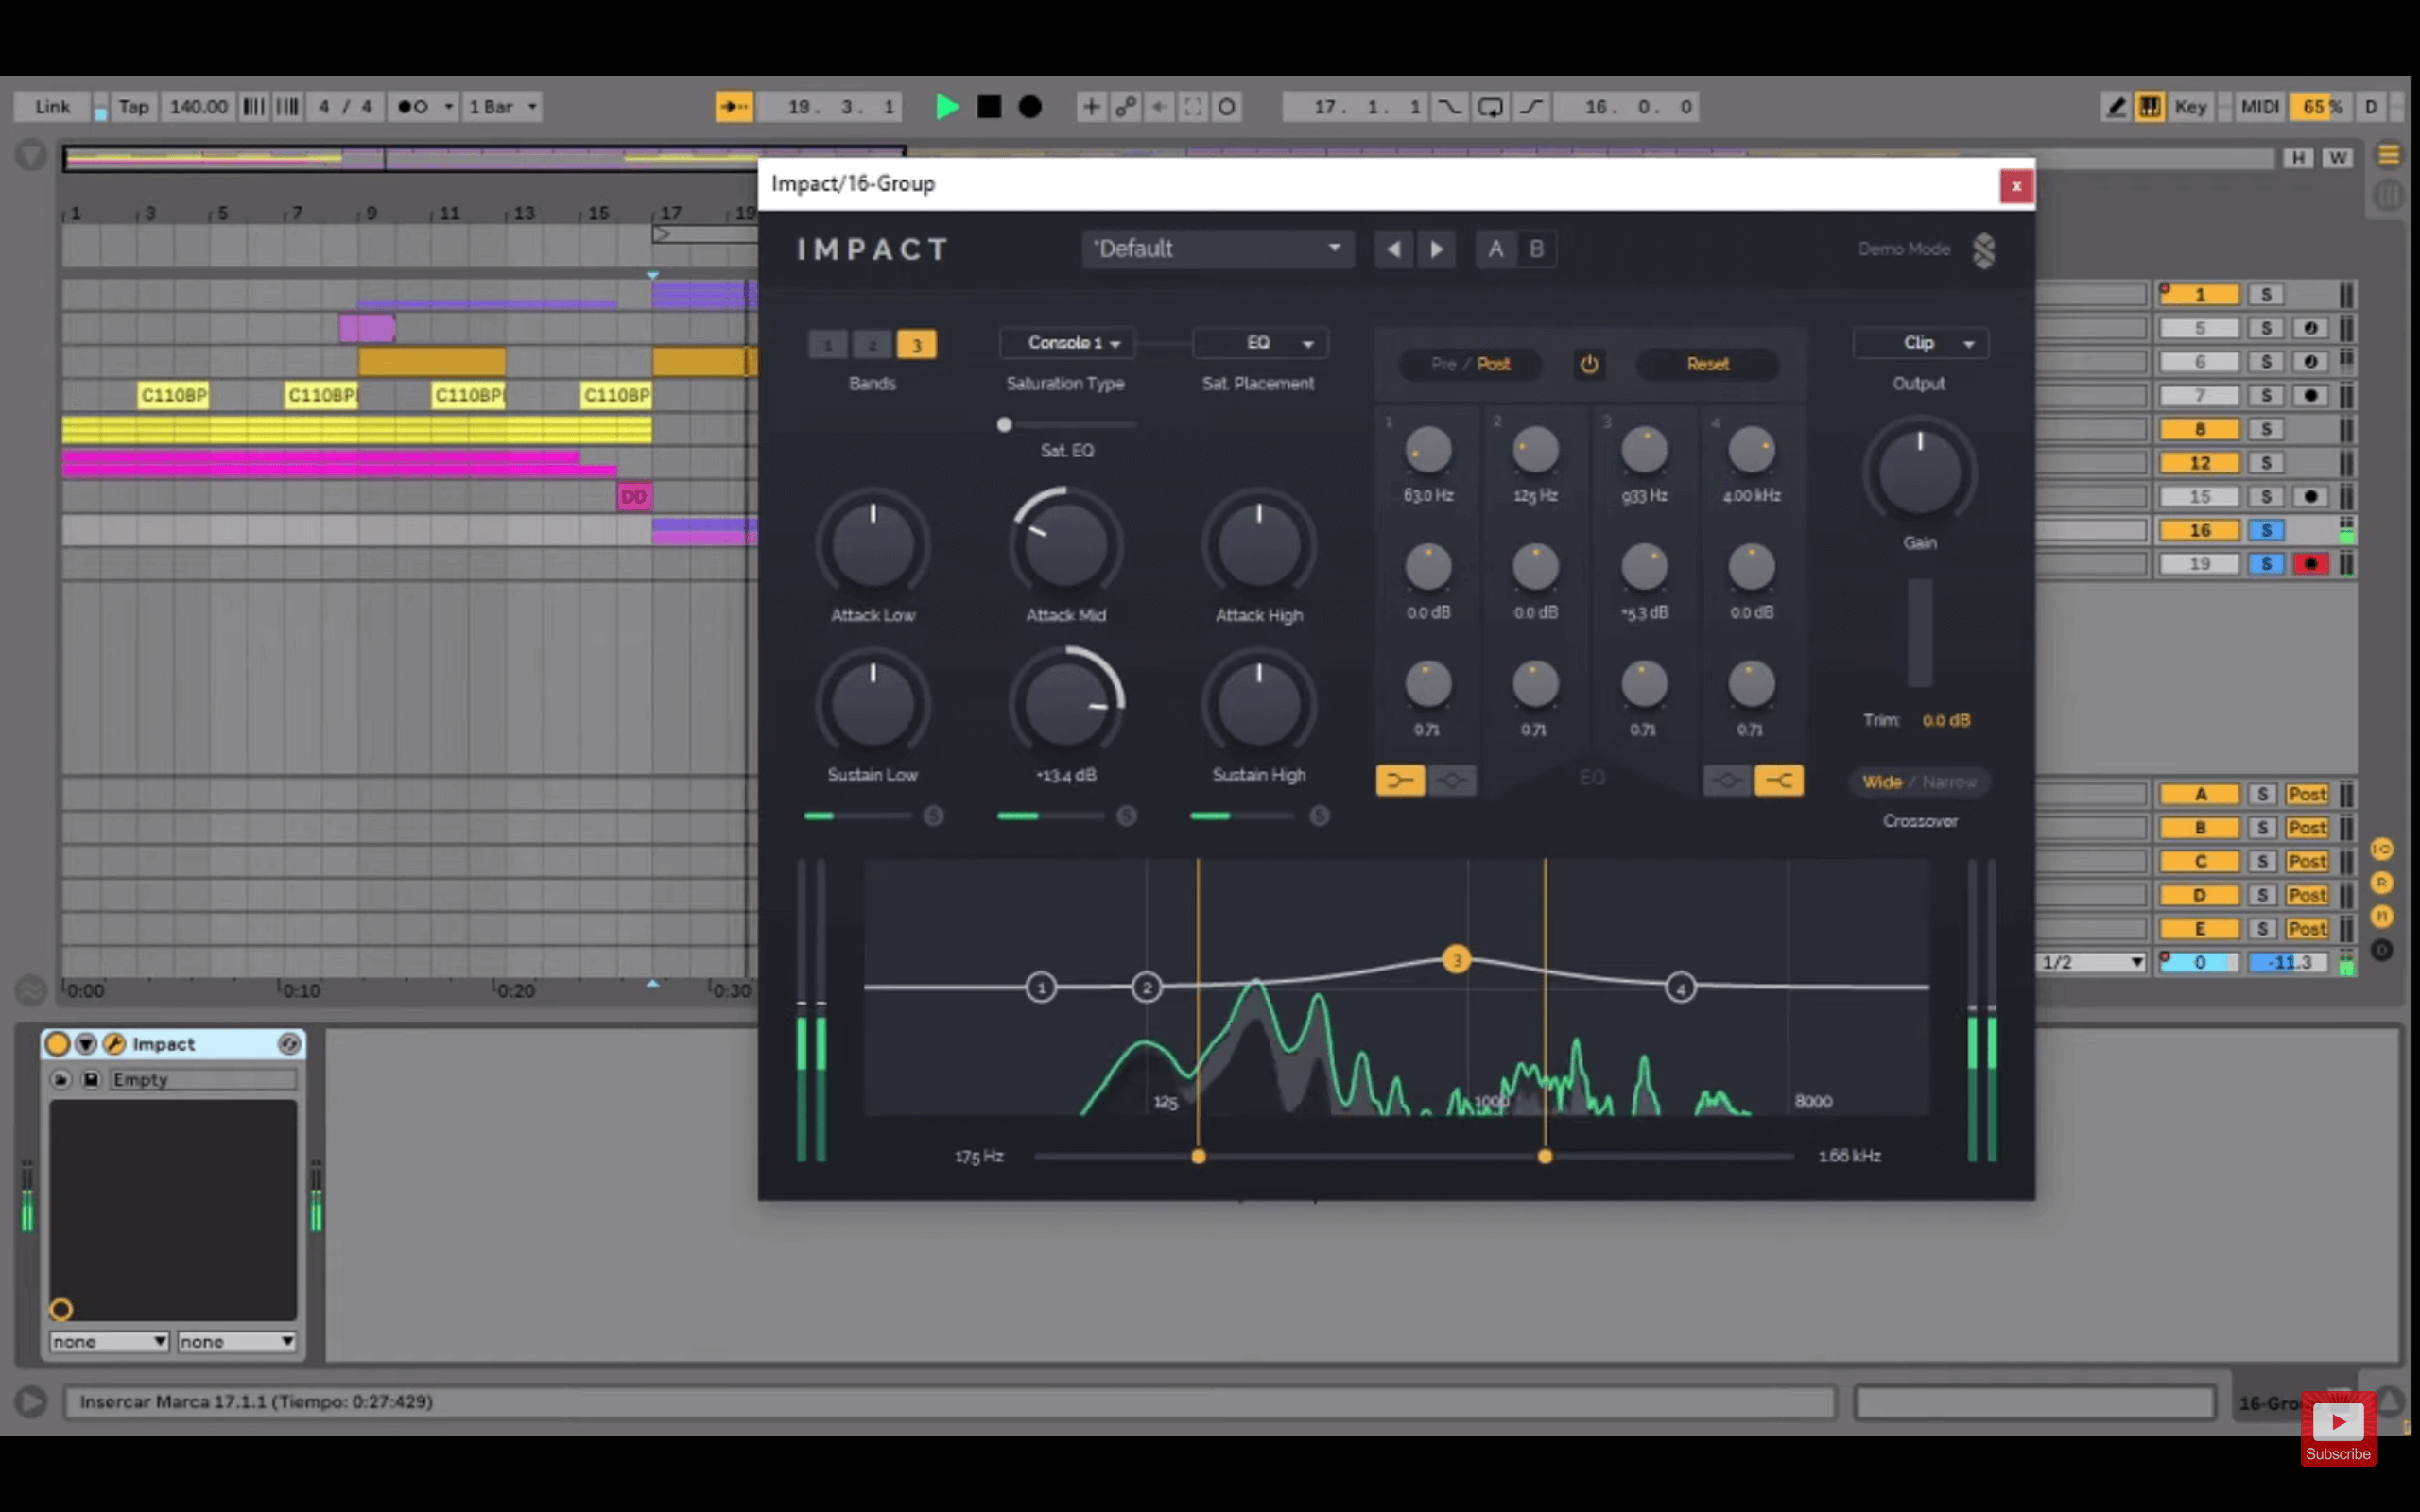 Link Tap 140.00 4 / 4 1 Bar 19. 3. 1 17. 1. 1 16. 0. 0 Key MIDI 65 % D
H W
Impact/16-Group x
1 3 5 7 9 11 13 15 17 19
IMPACT *Default A B Demo Mode
1 S
5 S
6 S
C110BP C110BP C110BP C110BP
7 S
8 S
12 S
DD
15 S
16 S
19 S
1 2 3 Console 1 EQ Pre / Post Reset Clip
Bands Saturation Type Sat. Placement Output
Sat. EQ
1 2 3 4
63.0 Hz 125 Hz 933 Hz 4.00 kHz
Gain
Attack Low Attack Mid Attack High 0.0 dB 0.0 dB +5.3 dB 0.0 dB
0.71 0.71 0.71 0.71
Trim: 0.0 dB
Sustain Low +13.4 dB Sustain High EQ Wide / Narrow
S S S Crossover
A S Post
B S Post
C S Post
D S Post
E S Post
1/2 0 -11.3
1 2 3 4
0:00 0:10 0:20 0:30
125 1000 8000
175 Hz 1.66 kHz
Impact
Empty
none none
Insercar Marca 17.1.1 (Tiempo: 0:27:429)
16-Gro
Subscribe